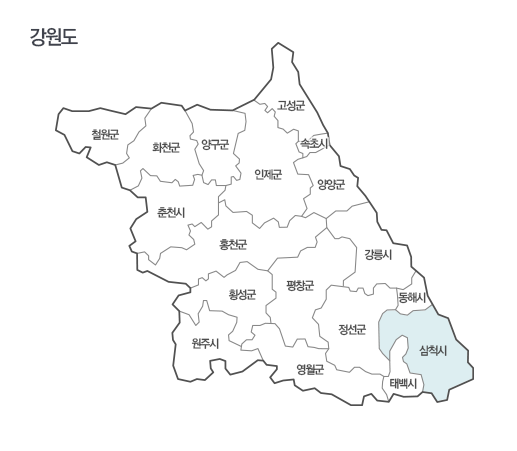 강원도
고성군
철원군
화천군
양구군
속초시
인제군
양양군
춘천시
홍천군
강릉시
평창군
횡성군
동해시
정선군
원주시
삼척시
영월군
태백시